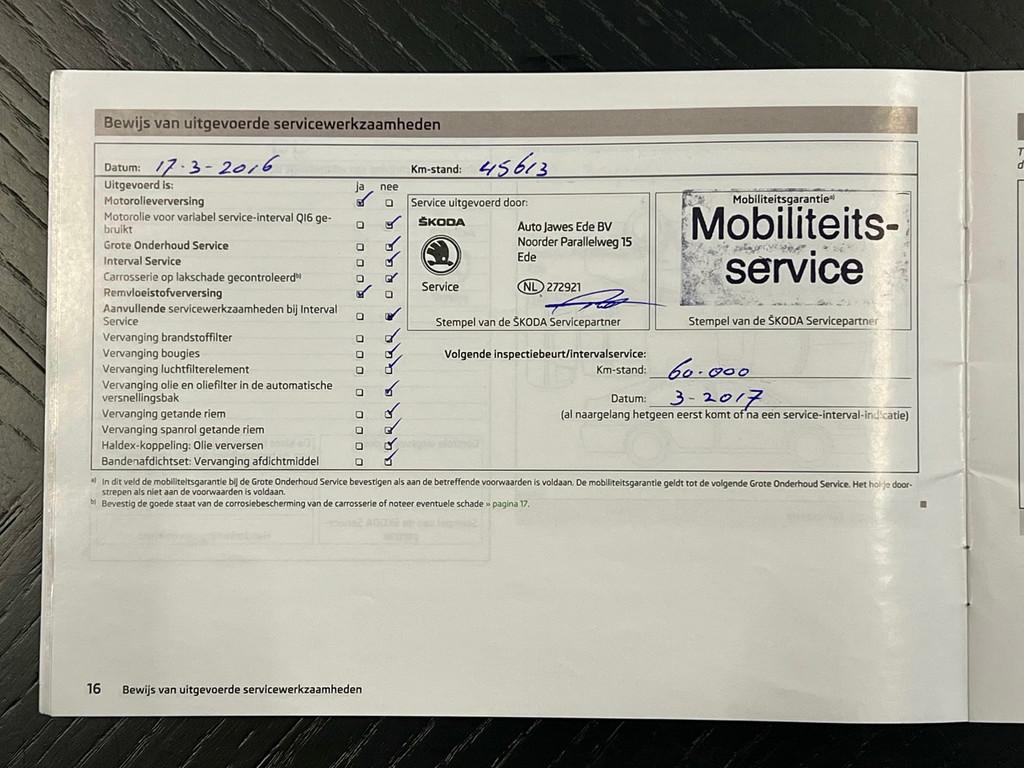 Bewijs van uitgevoerde servicewerkzaamheden
Datum: 17-3-2016
Km-stand: 45613
Uitgevoerd is: ja nee
Motorolieverversing
Motorolie voor variabel service-interval QI6 ge-
bruikt
Grote Onderhoud Service
Interval Service
Carrosserie op lakschade gecontroleerd b)
Remvloeistofverversing
Aanvullende servicewerkzaamheden bij Interval
Service
Vervanging brandstoffilter
Vervanging bougies
Vervanging luchtfilterelement
Vervanging olie en oliefilter in de automatische
versnellingsbak
Vervanging getande riem
Vervanging spanrol getande riem
Haldex-koppeling: Olie verversen
Bandenafdichtset: Vervanging afdichtmiddel
Service uitgevoerd door:
ŠKODA
Service
Auto Jawes Ede BV
Noorder Parallelweg 15
Ede
NL 272921
Stempel van de ŠKODA Servicepartner
Mobiliteitsgarantie a)
Mobiliteits-
service
Stempel van de ŠKODA Servicepartner
Volgende inspectiebeurt/intervalservice:
Km-stand: 60.000
Datum: 3-2017
(al naargelang hetgeen eerst komt of na een service-interval-indicatie)
a) In dit veld de mobiliteitsgarantie bij de Grote Onderhoud Service bevestigen als aan de betreffende voorwaarden is voldaan. De mobiliteitsgarantie geldt tot de volgende Grote Onderhoud Service. Het hokje door-
strepen als niet aan de voorwaarden is voldaan.
b) Bevestig de goede staat van de corrosiebescherming van de carrosserie of noteer eventuele schade » pagina 17.
16 Bewijs van uitgevoerde servicewerkzaamheden